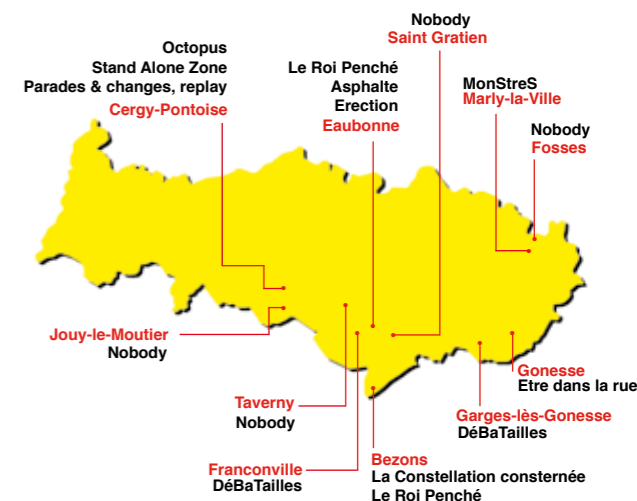 Nobody
Saint Gratien
Octopus
Stand Alone Zone
Parades & changes, replay
Cergy-Pontoise
Le Roi Penché
Asphalte
Erection
Eaubonne
MonStreS
Marly-la-Ville
Nobody
Fosses
Jouy-le-Moutier
Nobody
Taverny
Nobody
Franconville
DéBaTailles
Bezons
La Constellation consternée
Le Roi Penché
Gonesse
Etre dans la rue
Garges-lès-Gonesse
DéBaTailles